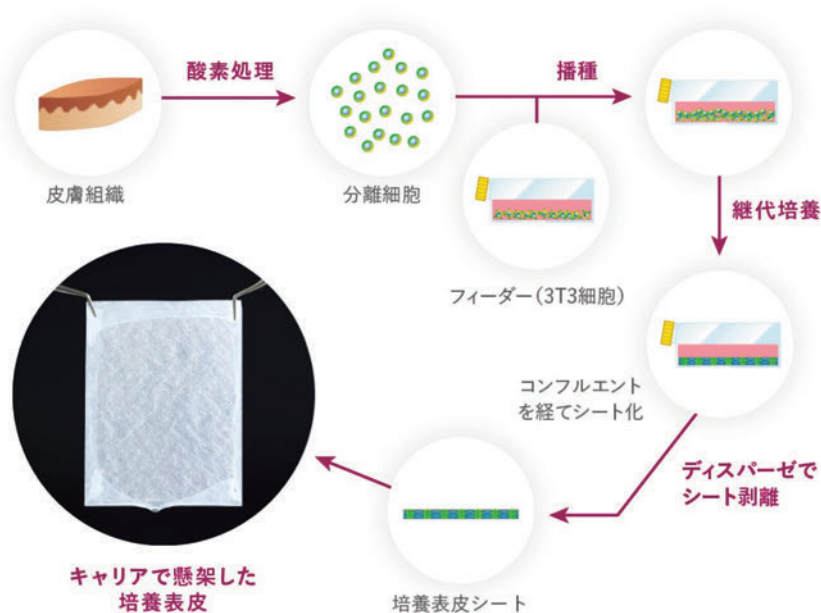 酸素処理
播種
皮膚組織
分離細胞
継代培養
フィーダー(3T3細胞)
コンフルエント
を経てシート化
ディスパーゼで
シート剥離
培養表皮シート
キャリアで懸架した
培養表皮